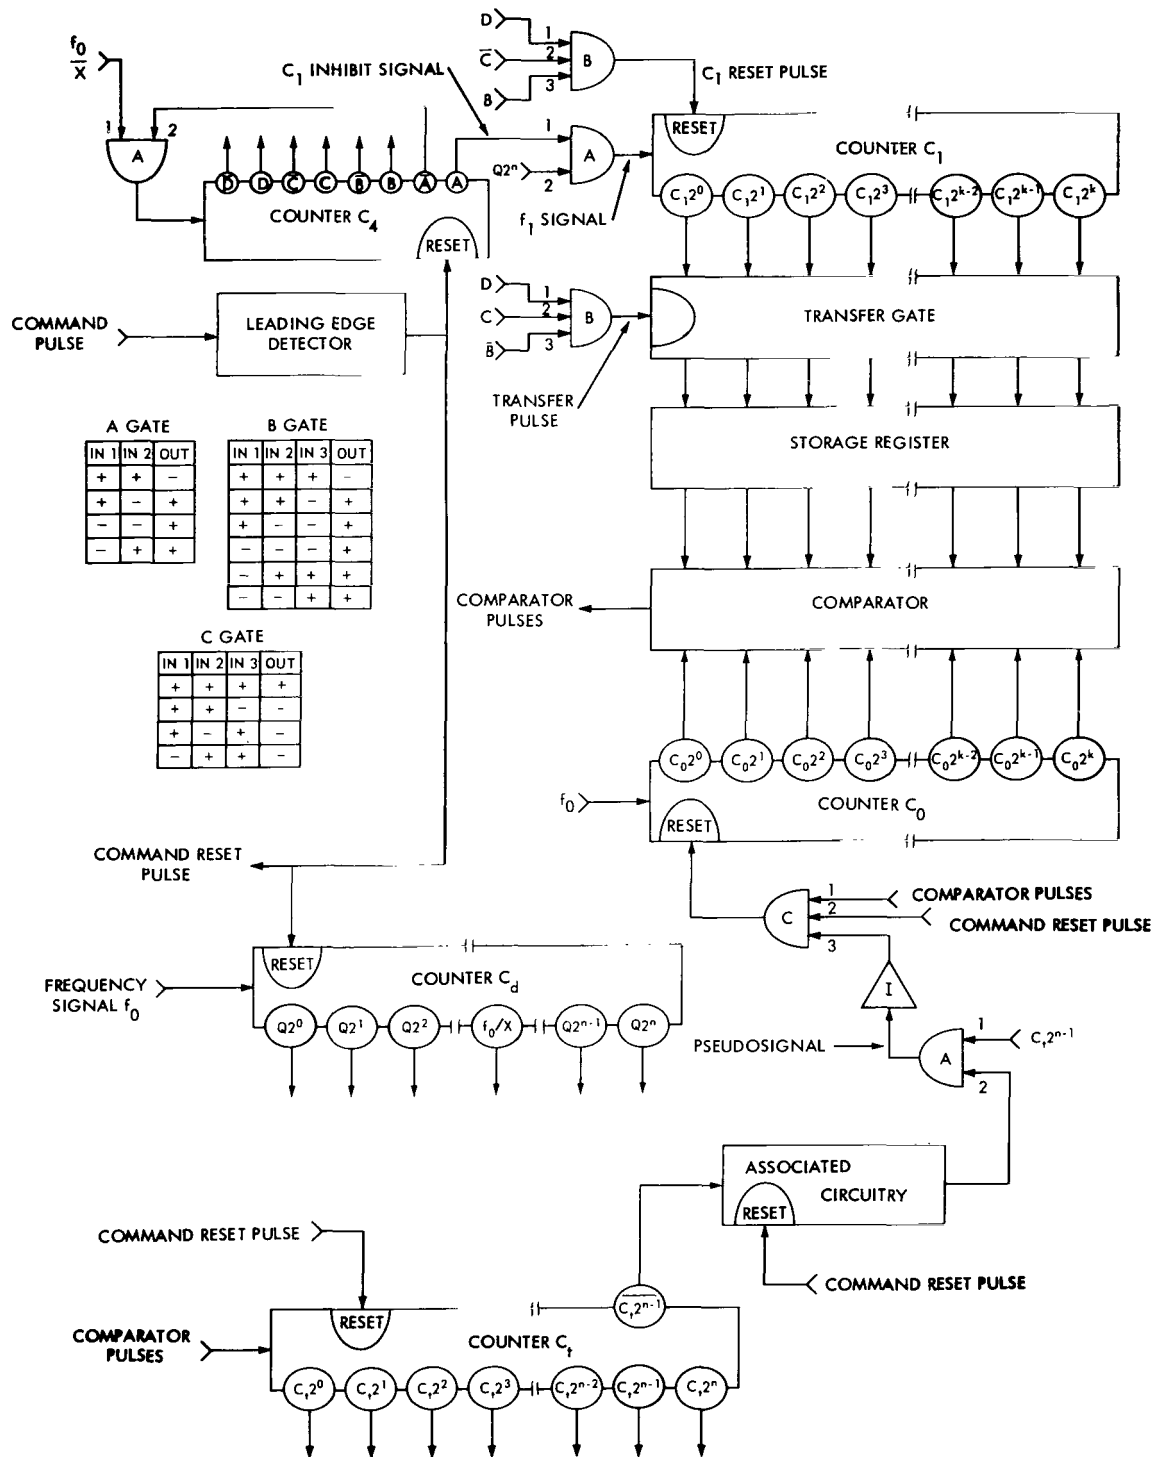 f0/X
1
2
A
C1 INHIBIT SIGNAL
D
C̅
B
1
2
3
B
C1 RESET PULSE
D̅ D C̅ C B̅ B A̅ A
COUNTER C4
RESET
1
Q2ⁿ
2
A
f1 SIGNAL
RESET
COUNTER C1
C₁2⁰ C₁2¹ C₁2² C₁2³ C₁2ᵏ⁻² C₁2ᵏ⁻¹ C₁2ᵏ
COMMAND
PULSE
LEADING EDGE
DETECTOR
D
C
B̅
1
2
3
B
TRANSFER
PULSE
TRANSFER GATE
STORAGE REGISTER
A GATE
IN 1 IN 2 OUT
+ + −
+ − +
− − +
− + +
B GATE
IN 1 IN 2 IN 3 OUT
+ + + −
+ + − +
+ − − +
− − − +
− + + +
− − + +
C GATE
IN 1 IN 2 IN 3 OUT
+ + + +
+ + − −
+ − + −
− + + −
COMPARATOR
PULSES
COMPARATOR
C₀2⁰ C₀2¹ C₀2² C₀2³ C₀2ᵏ⁻² C₀2ᵏ⁻¹ C₀2ᵏ
f0
COUNTER C0
RESET
COMMAND RESET
PULSE
C
1
2
3
COMPARATOR PULSES
COMMAND RESET PULSE
I
FREQUENCY
SIGNAL f0
RESET
COUNTER Cd
Q2⁰ Q2¹ Q2² f0/X Q2ⁿ⁻¹ Q2ⁿ
PSEUDOSIGNAL
A
1
2
Cₜ2ⁿ⁻¹
ASSOCIATED
CIRCUITRY
RESET
COMMAND RESET PULSE
COMMAND RESET PULSE
C̅ₜ2̅ⁿ⁻¹
COMPARATOR
PULSES
RESET
COUNTER Cₜ
Cₜ2⁰ Cₜ2¹ Cₜ2² Cₜ2³ Cₜ2ⁿ⁻² Cₜ2ⁿ⁻¹ Cₜ2ⁿ